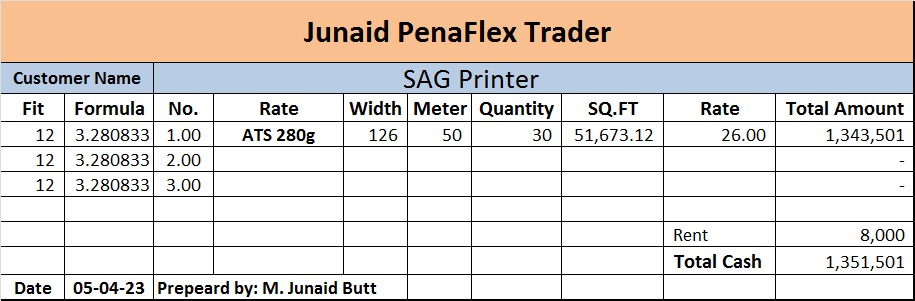 Junaid PenaFlex Trader
Customer Name SAG Printer
Fit Formula No. Rate Width Meter Quantity SQ.FT Rate Total Amount
12 3.280833 1.00 ATS 280g 126 50 30 51,673.12 26.00 1,343,501
12 3.280833 2.00 -
12 3.280833 3.00 -
Rent 8,000
Total Cash 1,351,501
Date 05-04-23 Prepeard by: M. Junaid Butt